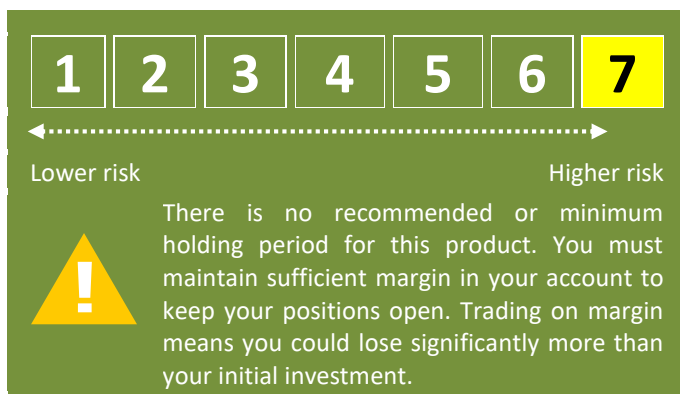 1 2 3 4 5 6 7
Lower risk Higher risk
There is no recommended or minimum
holding period for this product. You must
maintain sufficient margin in your account to
keep your positions open. Trading on margin
means you could lose significantly more than
your initial investment.